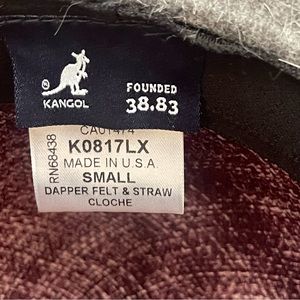 KANGOL
FOUNDED
38.83
CA01474
K0817LX
MADE IN U.S.A
SMALL
DAPPER FELT & STRAW
CLOCHE
RN68438